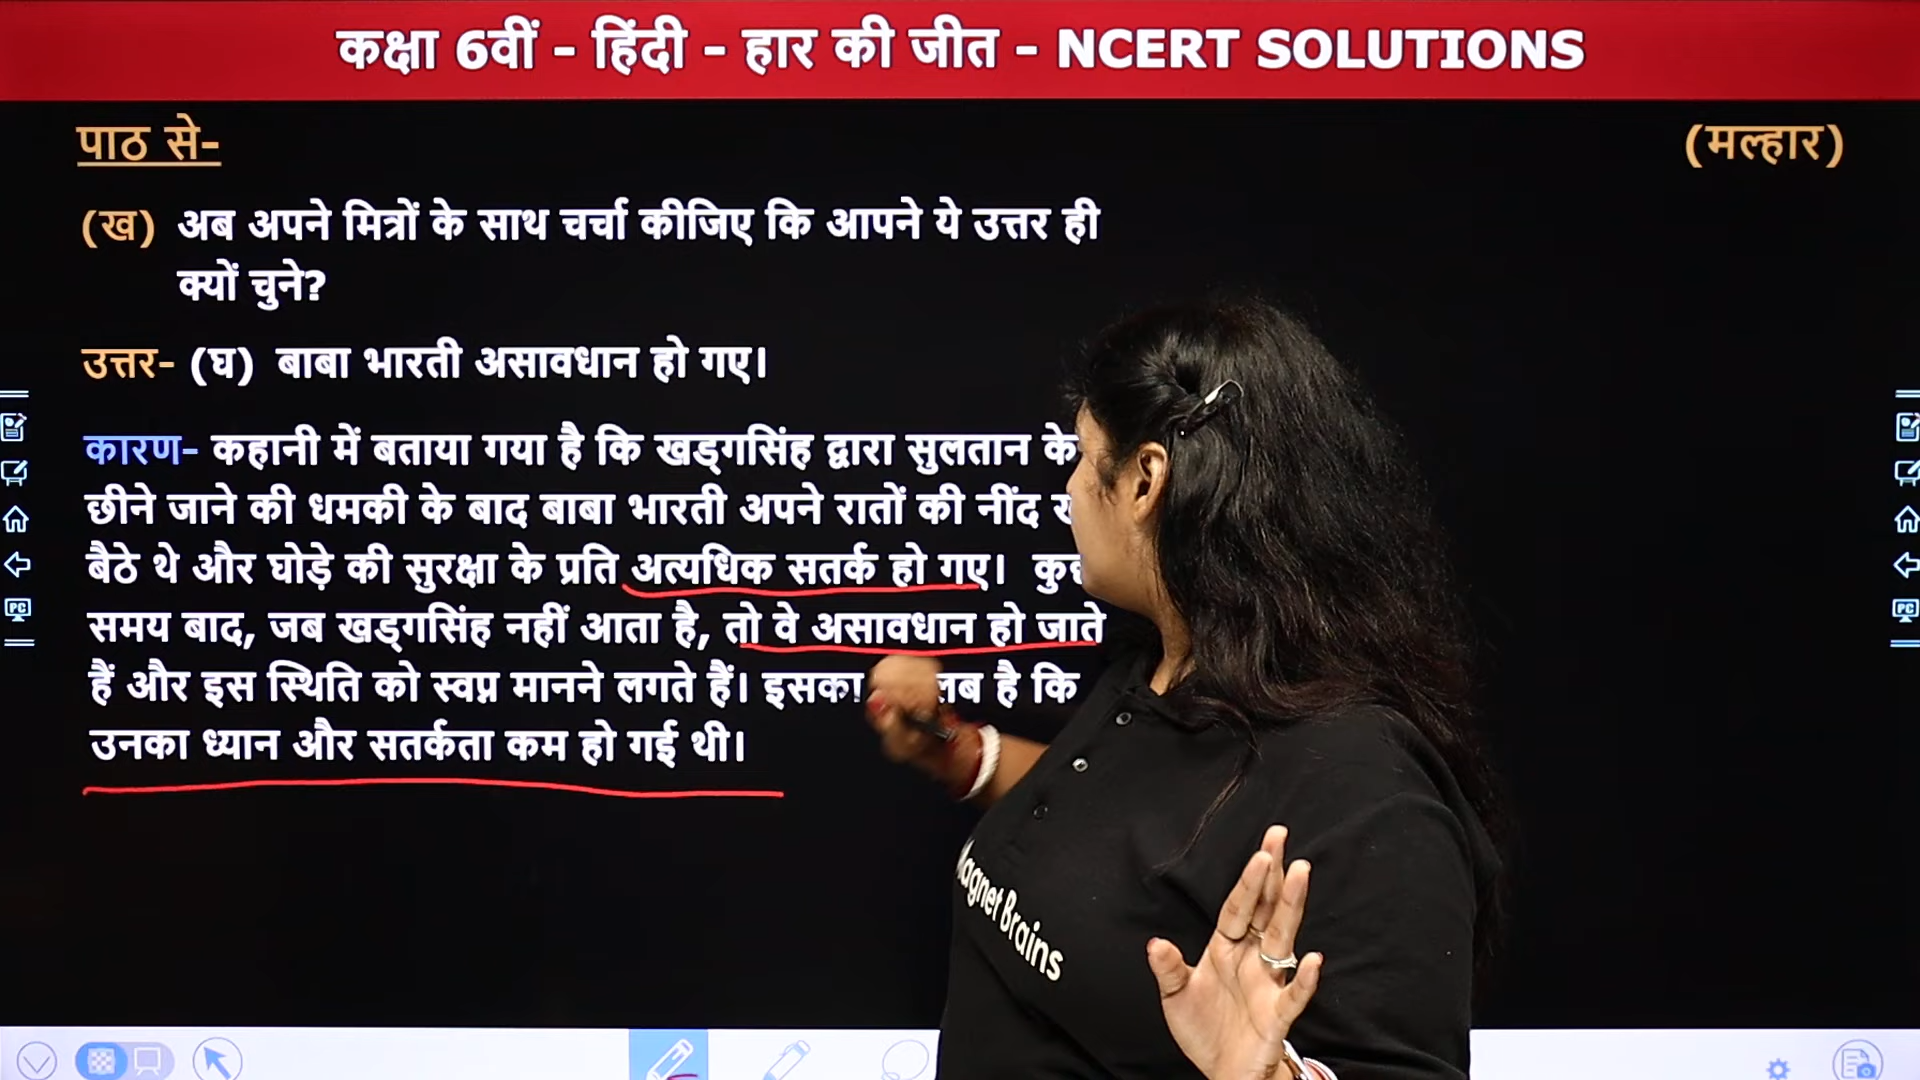 कक्षा 6वीं – हिंदी – हार की जीत – NCERT SOLUTIONS
पाठ से-
(मल्हार)
(ख) अब अपने मित्रों के साथ चर्चा कीजिए कि आपने ये उत्तर ही
क्यों चुने?
उत्तर- (घ) बाबा भारती असावधान हो गए।
कारण- कहानी में बताया गया है कि खड्गसिंह द्वारा सुलतान के
छीने जाने की धमकी के बाद बाबा भारती अपने रातों की नींद
बैठे थे और घोड़े की सुरक्षा के प्रति अत्यधिक सतर्क हो गए।
समय बाद, जब खड्गसिंह नहीं आता है, तो वे असावधान हो जाते
हैं और इस स्थिति को स्वप्न मानने लगते हैं। इसका है कि
उनका ध्यान और सतर्कता कम हो गई थी।
Magnet Brains
PC
PC